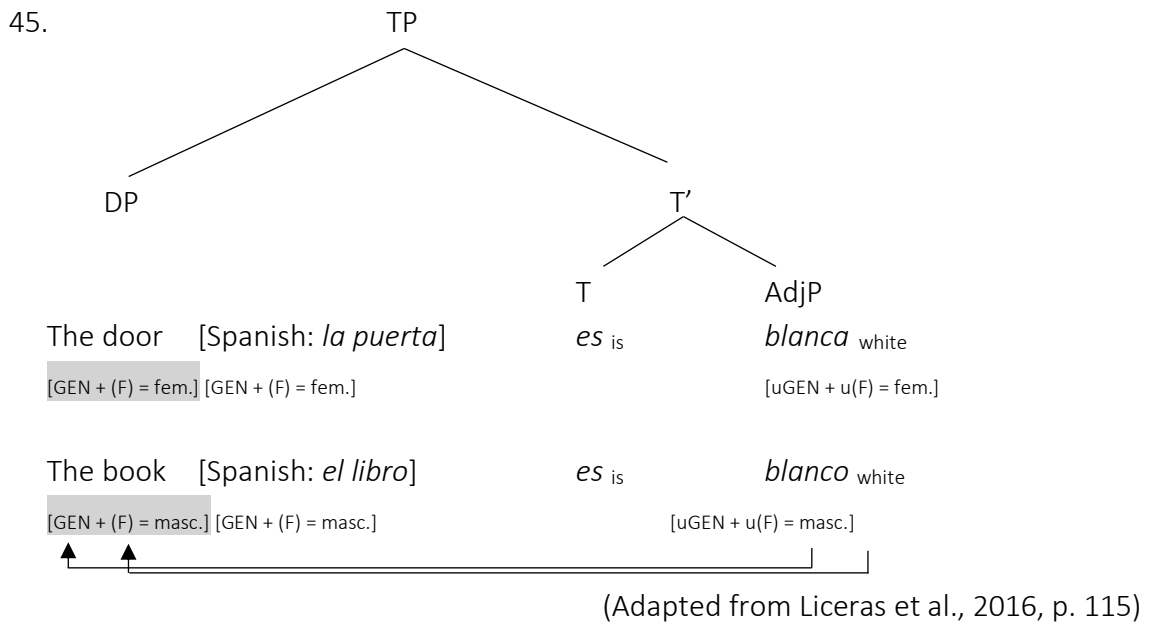 45.
TP
DP
T’
T
AdjP
The door [Spanish: la puerta] es is blanca white
[GEN + (F) = fem.] [GEN + (F) = fem.] [uGEN + u(F) = fem.]
The book [Spanish: el libro] es is blanco white
[GEN + (F) = masc.] [GEN + (F) = masc.] [uGEN + u(F) = masc.]
(Adapted from Liceras et al., 2016, p. 115)